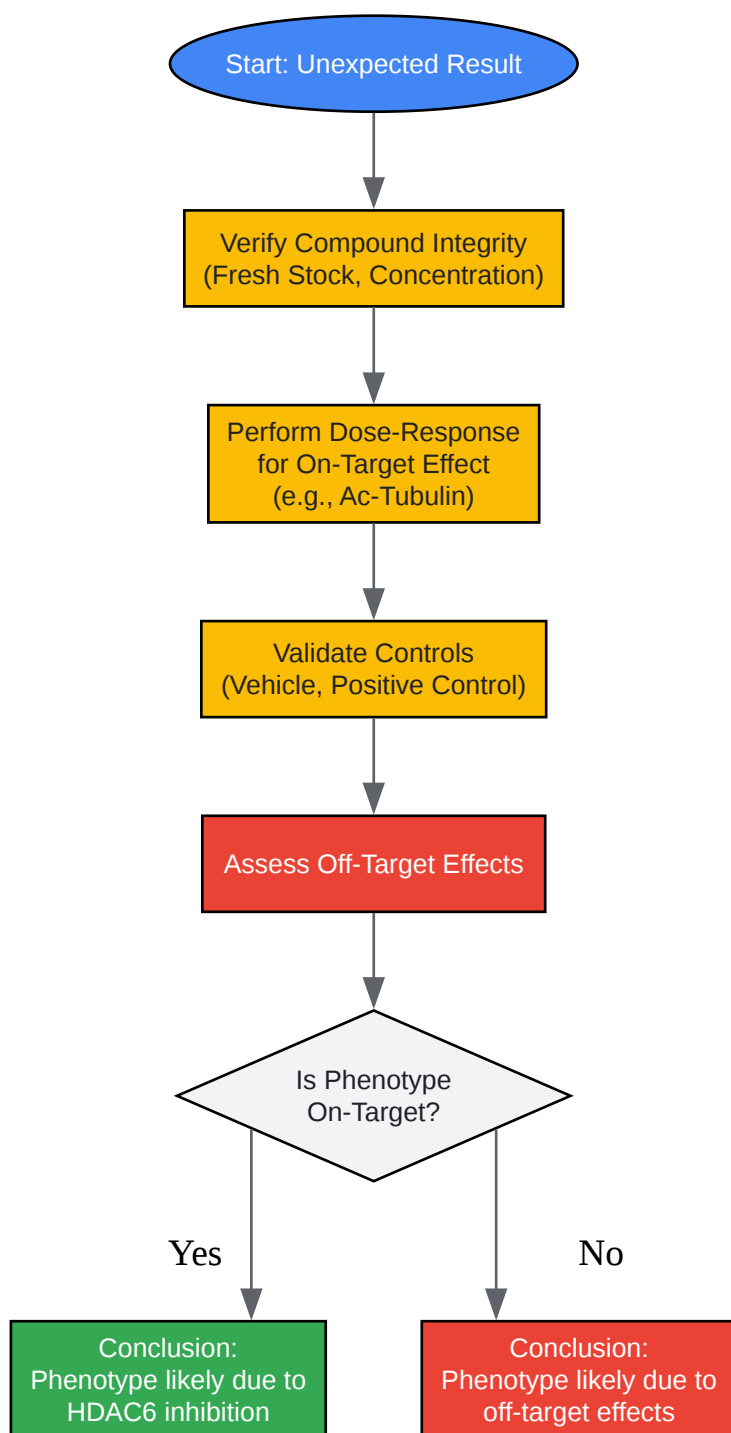 Start: Unexpected Result
Verify Compound Integrity
(Fresh Stock, Concentration)
Perform Dose-Response
for On-Target Effect
(e.g., Ac-Tubulin)
Validate Controls
(Vehicle, Positive Control)
Assess Off-Target Effects
Is Phenotype
On-Target?
Yes
No
Conclusion:
Phenotype likely due to
HDAC6 inhibition
Conclusion:
Phenotype likely due to
off-target effects